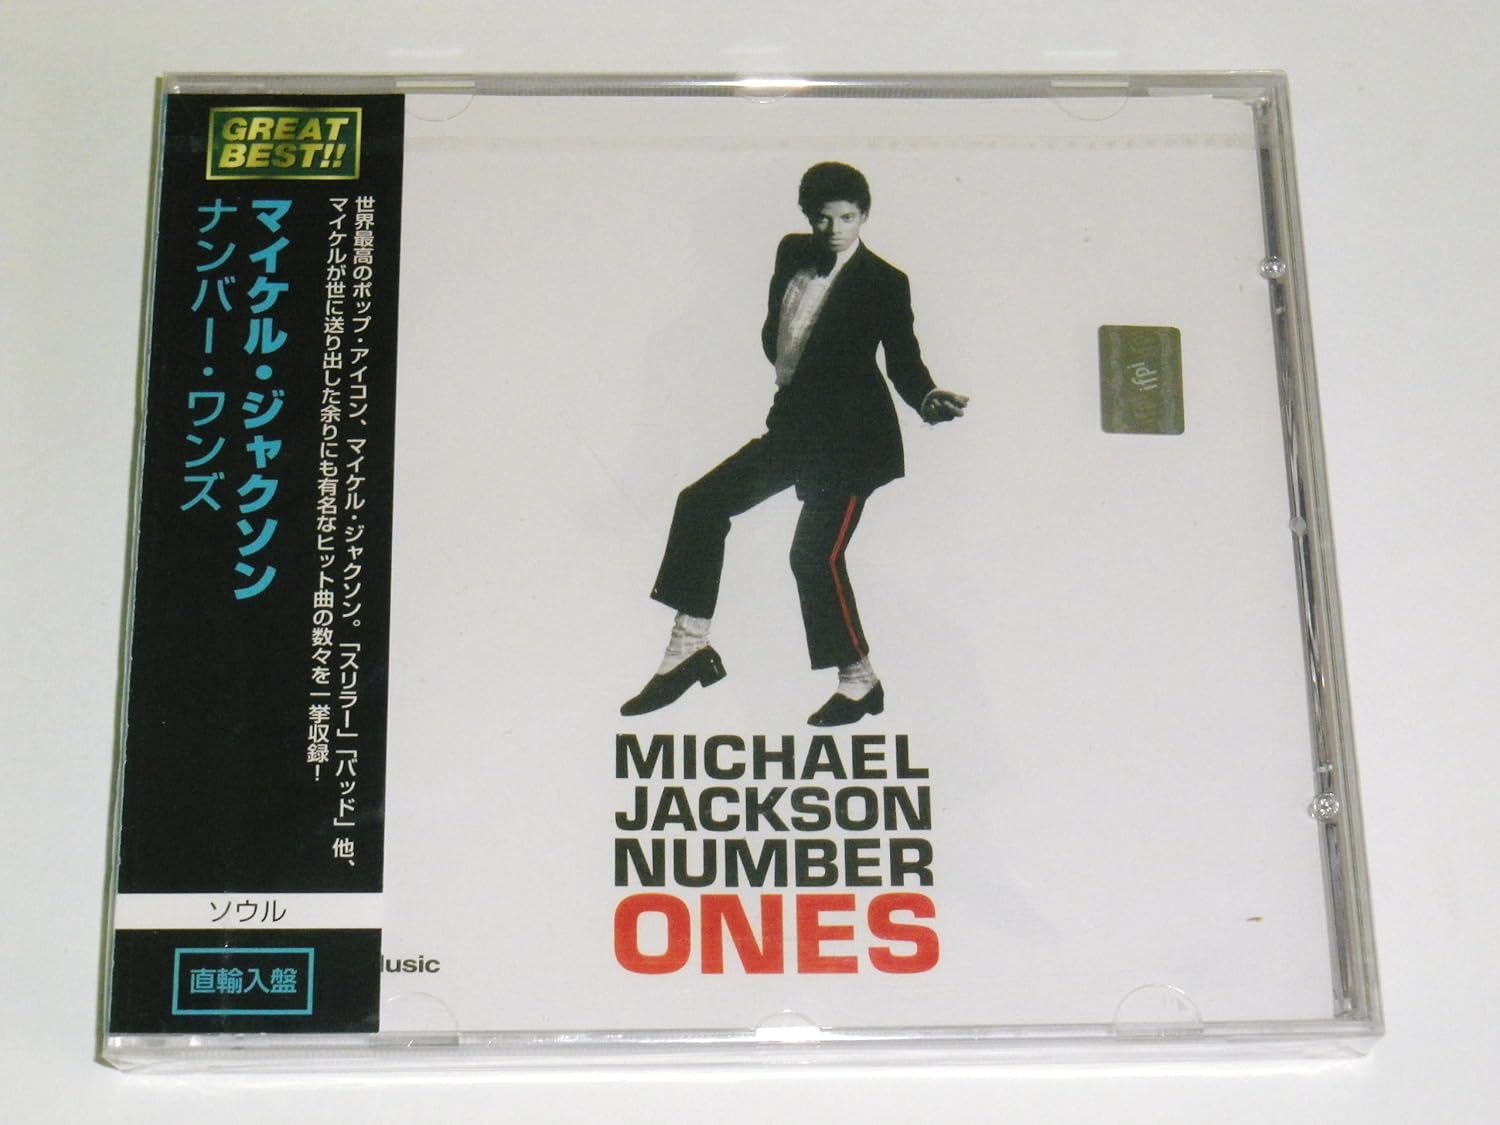 GREAT
BEST!!
世界最高のポップ・アイコン、マイケル・ジャクソン。「スリラー」「バッド」他、
マイケルが世に送り出した余りにも有名なヒット曲の数々を一挙収録！
マイケル・ジャクソン
ナンバー・ワンズ
ソウル
直輸入盤
usic
ifpi
MICHAEL
JACKSON
NUMBER
ONES